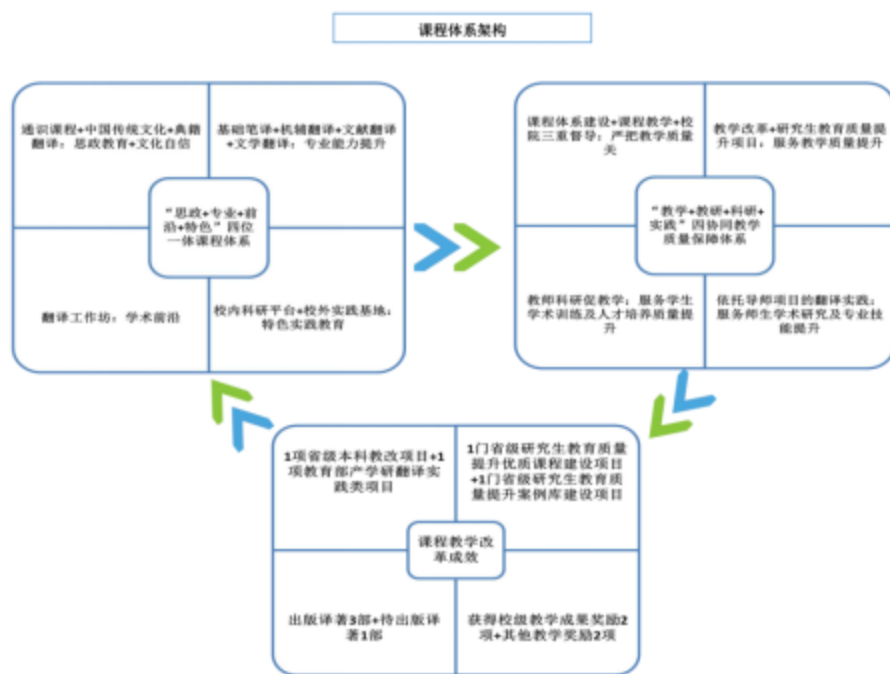 课程体系架构
通识课程+中国传统文化+典籍
翻译：思政教育+文化自信
基础笔译+机辅翻译+文献翻译
+文学翻译：专业能力提升
“思政+专业+前
沿+特色”四位
一体课程体系
翻译工作坊：学术前沿
校内科研平台+校外实践基地：
特色实践教育
课程体系建设+课程教学+校
院三重督导：严把教学质量
关
教学改革+研究生教育质量提
升项目：服务教学质量提升
“教学+教研+科研+
实践”四协同教学
质量保障体系
教师科研促教学：服务学生
学术训练及人才培养质量提
升
依托导师项目的翻译实践：
服务师生学术研究及专业技
能提升
1项省级本科教改项目+1
项教育部产学研翻译实
践类项目
1门省级研究生教育质量
提升优质课程建设项目
+1门省级研究生教育质
量提升案例库建设项目
课程教学改
革成效
出版译著3部+待出版译
著1部
获得校级教学成果奖励2
项+其他教学奖励2项